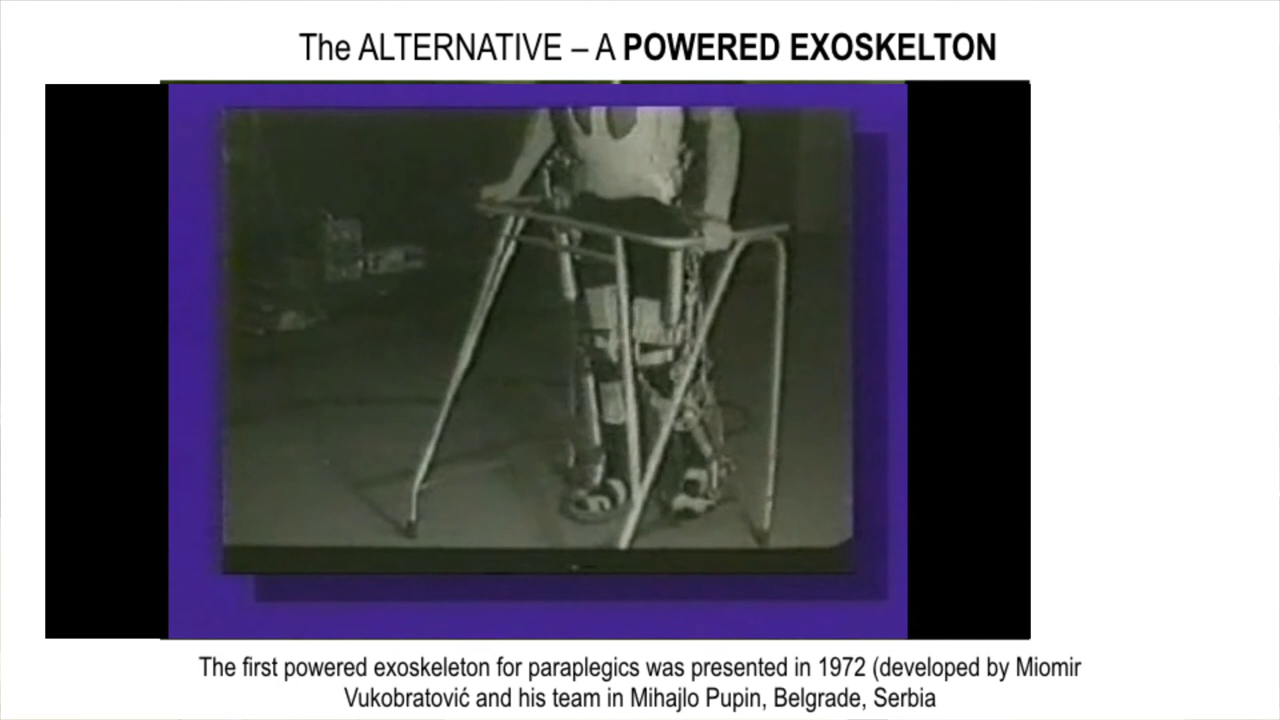 The ALTERNATIVE – A POWERED EXOSKELTON
The first powered exoskeleton for paraplegics was presented in 1972 (developed by Miomir
Vukobratović and his team in Mihajlo Pupin, Belgrade, Serbia